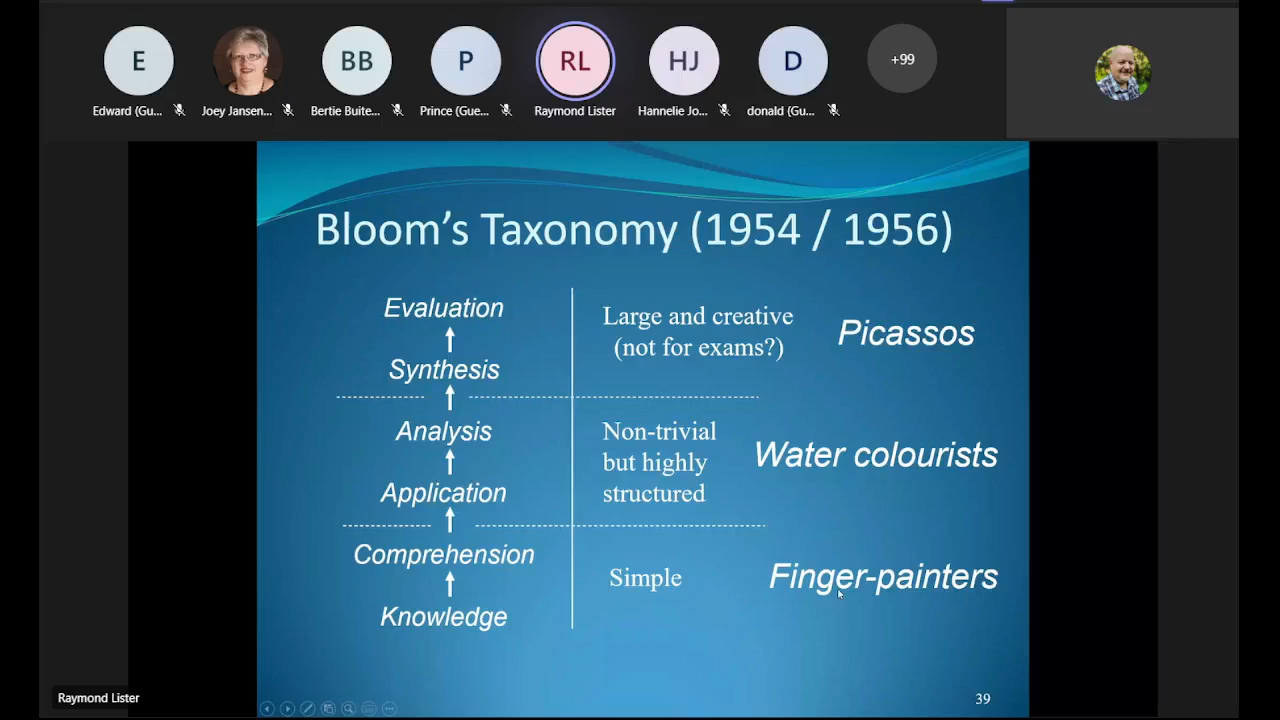 E
BB
P
RL
HJ
D
+99
Edward (Gu...
Joey Jansen...
Bertie Buite...
Prince (Gue...
Raymond Lister
Hannelie Jo...
donald (Gu...
Bloom's Taxonomy (1954 / 1956)
Evaluation
Synthesis
Large and creative
(not for exams?)
Picassos
Analysis
Application
Non-trivial
but highly
structured
Water colourists
Comprehension
Knowledge
Simple
Finger-painters
Raymond Lister
39